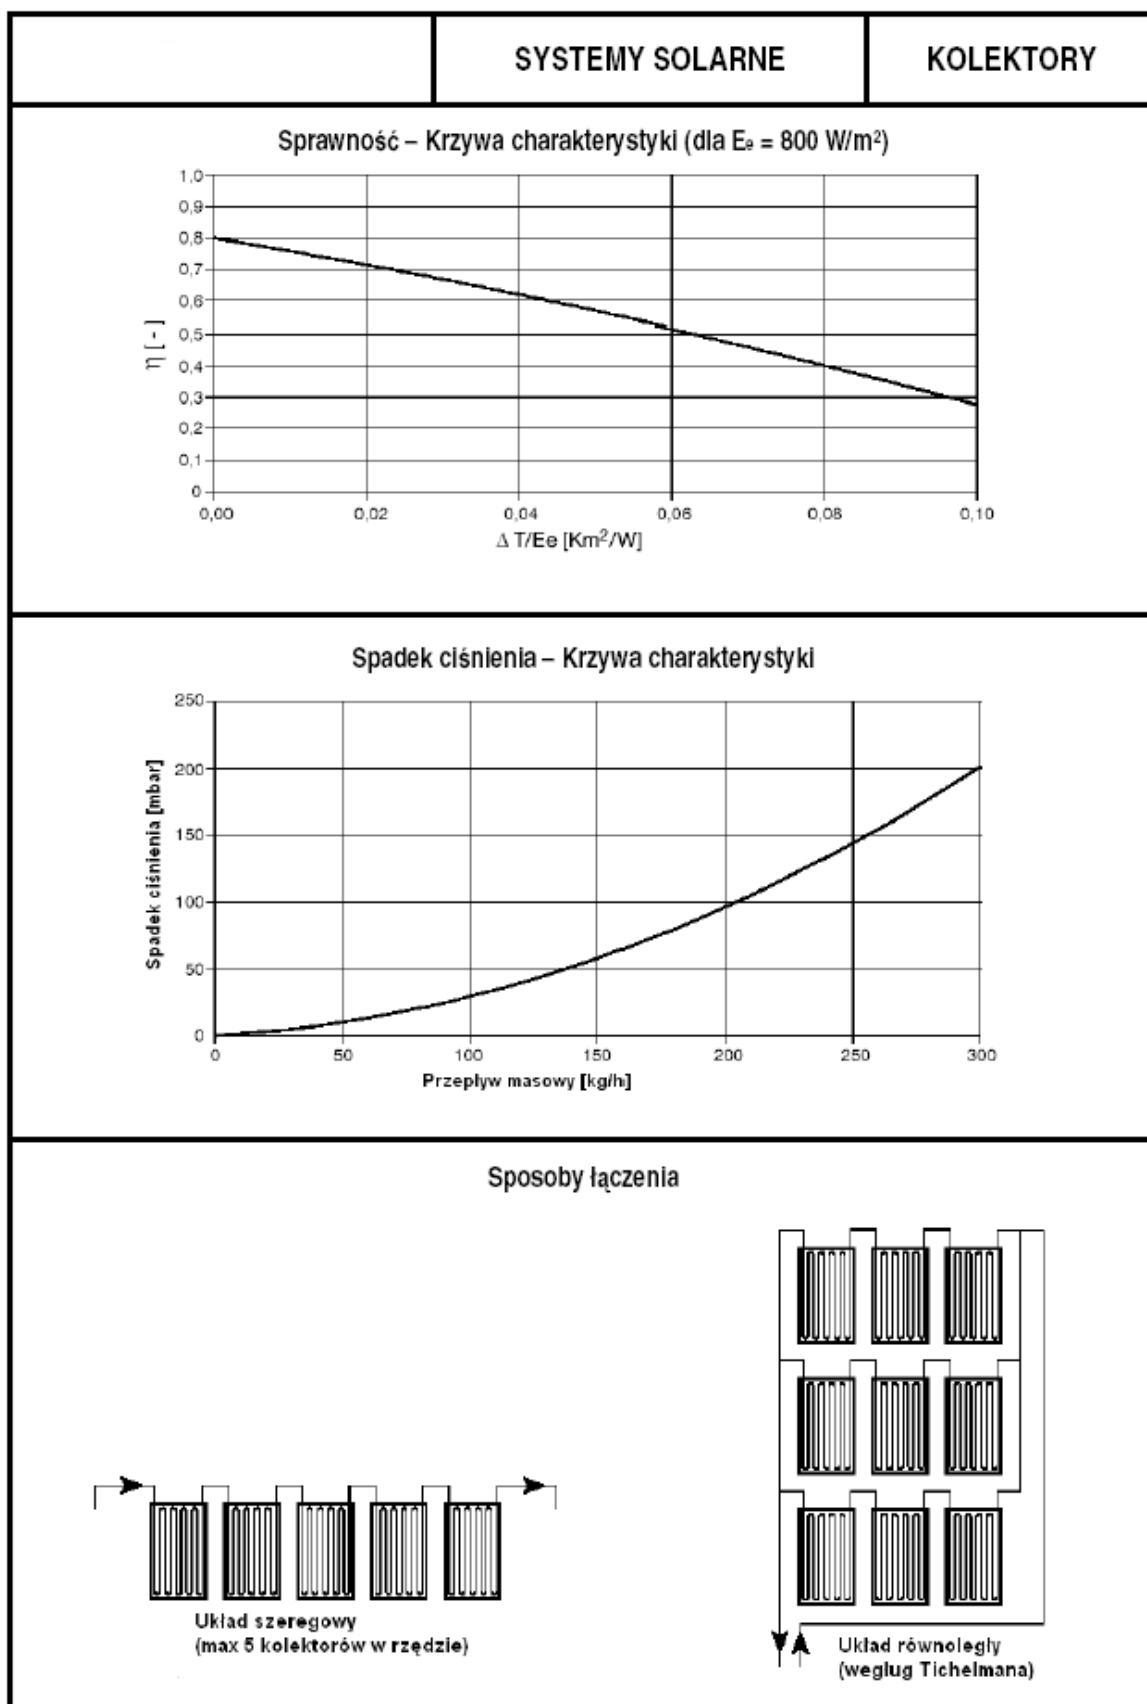 SYSTEMY SOLARNE
KOLEKTORY
Sprawność – Krzywa charakterystyki (dla Ee = 800 W/m²)
1,0
0,9
0,8
0,7
0,6
0,5
0,4
0,3
0,2
0,1
0
η [ - ]
0,00 0,02 0,04 0,06 0,08 0,10
Δ T/Ee [Km²/W]
Spadek ciśnienia – Krzywa charakterystyki
250
200
150
100
50
0
Spadek ciśnienia [mbar]
0 50 100 150 200 250 300
Przepływ masowy [kg/h]
Sposoby łączenia
Układ szeregowy
(max 5 kolektorów w rzędzie)
Układ równoległy
(weglug Tichelmana)